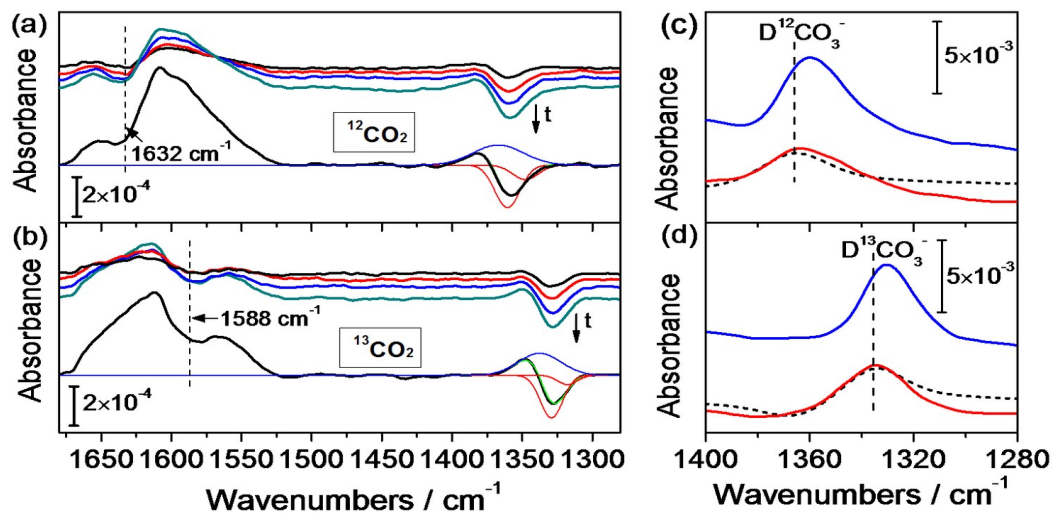 (a)
Absorbance
1632 cm⁻¹
¹²CO₂
t
2×10⁻⁴
(b)
Absorbance
1588 cm⁻¹
¹³CO₂
t
2×10⁻⁴
1650 1600 1550 1500 1450 1400 1350 1300
Wavenumbers / cm⁻¹
(c)
Absorbance
D¹²CO₃⁻
5×10⁻³
(d)
Absorbance
D¹³CO₃⁻
5×10⁻³
1400 1360 1320 1280
Wavenumbers / cm⁻¹